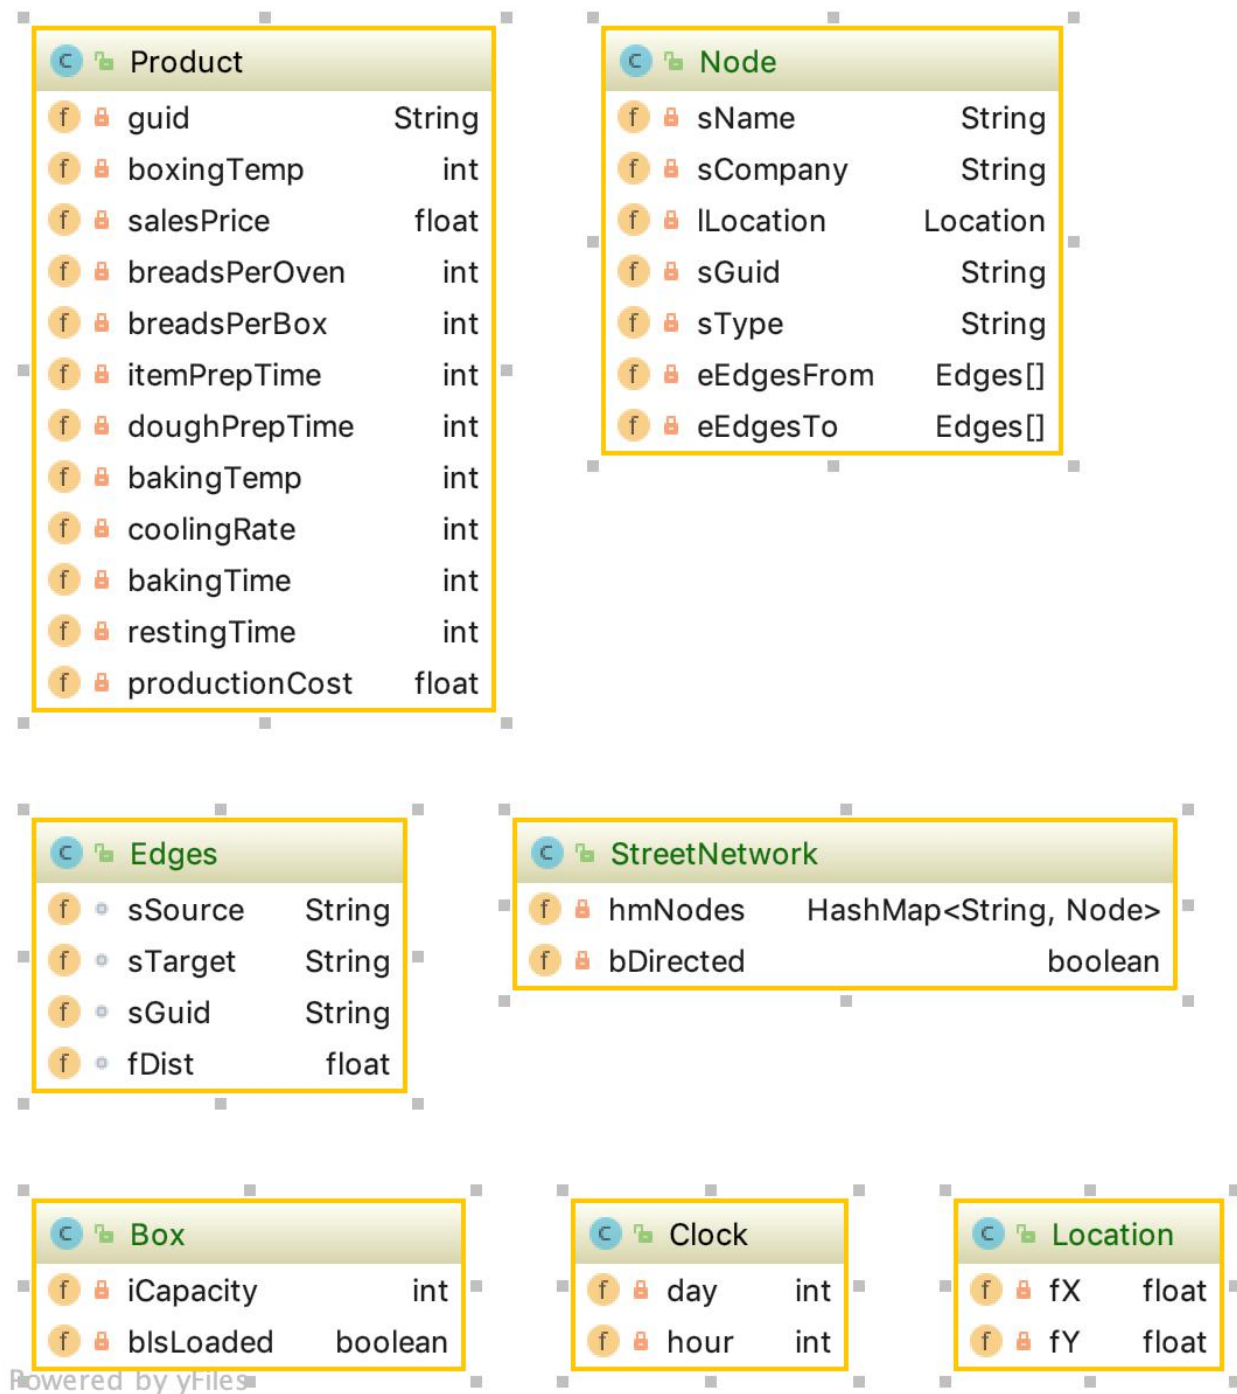 Product
guid String
boxingTemp int
salesPrice float
breadsPerOven int
breadsPerBox int
itemPrepTime int
doughPrepTime int
bakingTemp int
coolingRate int
bakingTime int
restingTime int
productionCost float
Node
sName String
sCompany String
lLocation Location
sGuid String
sType String
eEdgesFrom Edges[]
eEdgesTo Edges[]
Edges
sSource String
sTarget String
sGuid String
fDist float
StreetNetwork
hmNodes HashMap<String, Node>
bDirected boolean
Box
iCapacity int
bIsLoaded boolean
Clock
day int
hour int
Location
fX float
fY float
Powered by yFiles